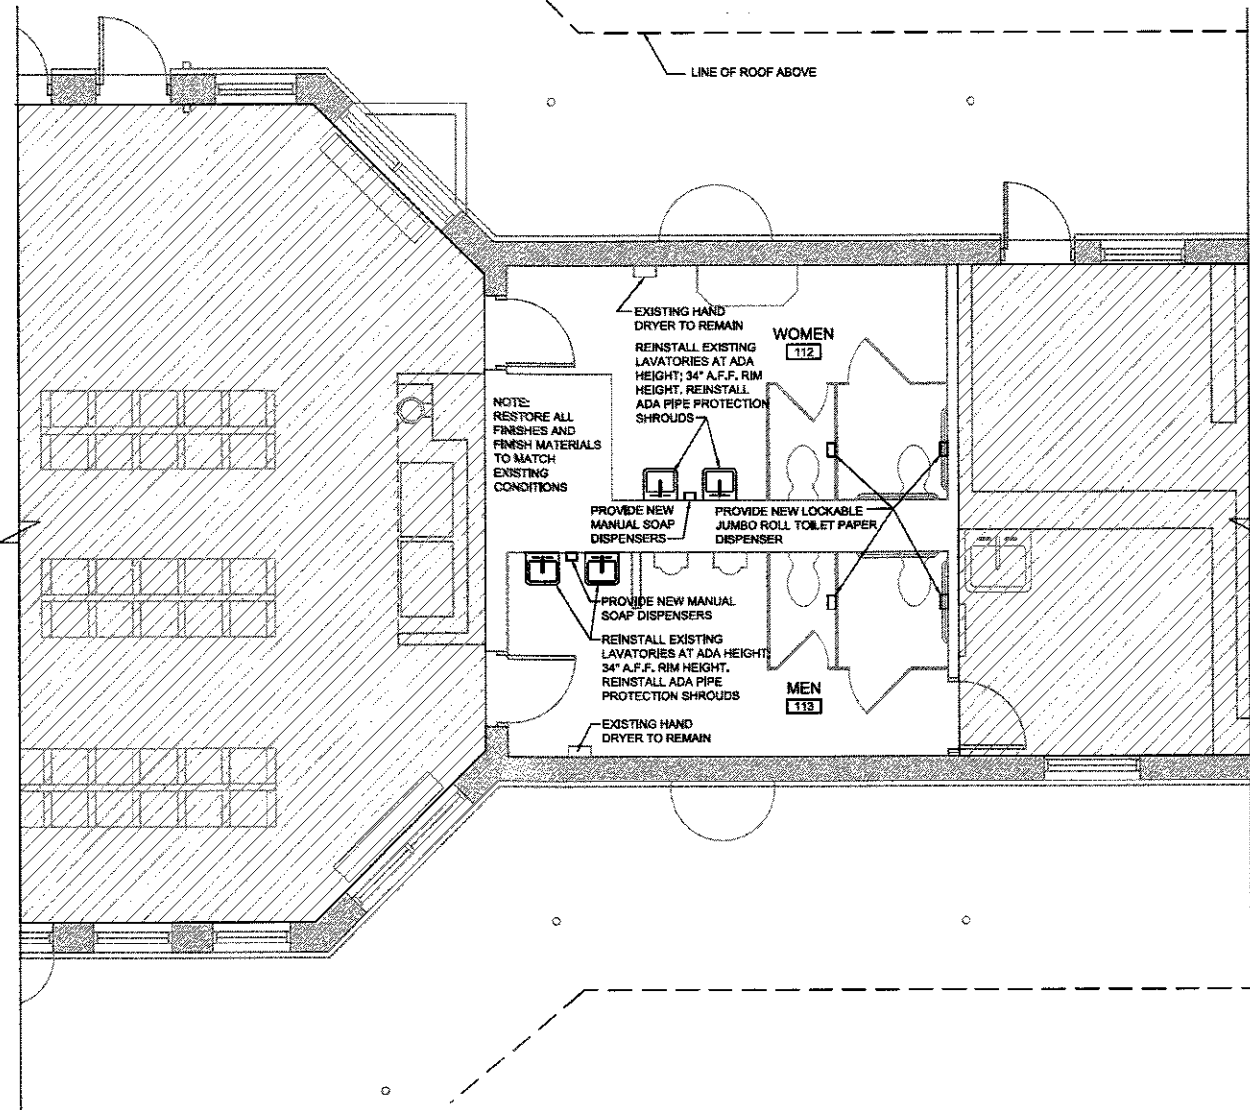 LINE OF ROOF ABOVE
EXISTING HAND
DRYER TO REMAIN
WOMEN
112
REINSTALL EXISTING
LAVATORIES AT ADA
HEIGHT; 34" A.F.F. RIM
HEIGHT. REINSTALL
ADA PIPE PROTECTION
SHROUDS
NOTE:
RESTORE ALL
FINISHES AND
FINISH MATERIALS
TO MATCH
EXISTING
CONDITIONS
PROVIDE NEW
MANUAL SOAP
DISPENSERS
PROVIDE NEW LOCKABLE
JUMBO ROLL TOILET PAPER
DISPENSER
PROVIDE NEW MANUAL
SOAP DISPENSERS
REINSTALL EXISTING
LAVATORIES AT ADA HEIGHT
34" A.F.F. RIM HEIGHT.
REINSTALL ADA PIPE
PROTECTION SHROUDS
MEN
113
EXISTING HAND
DRYER TO REMAIN